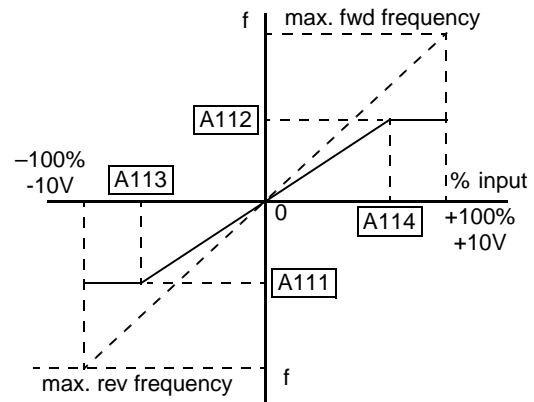 f
max. fwd frequency
A112
–100%
-10V
A113
% input
0
A114
+100%
+10V
A111
max. rev frequency
f